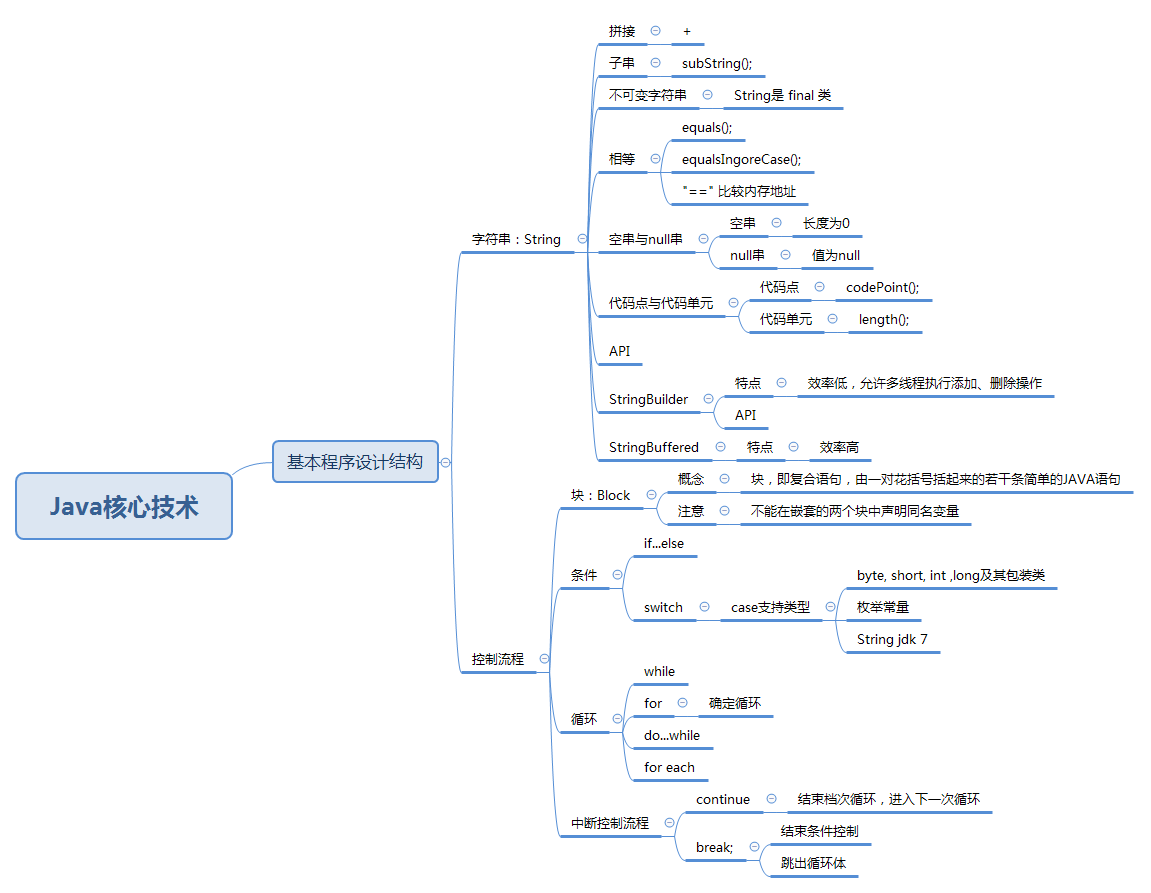 Java核心技术
基本程序设计结构
字符串：String
拼接
+
子串
subString();
不可变字符串
String是 final 类
相等
equals();
equalsIngoreCase();
"==" 比较内存地址
空串与null串
空串
长度为0
null串
值为null
代码点与代码单元
代码点
codePoint();
代码单元
length();
API
StringBuilder
特点
效率低，允许多线程执行添加、删除操作
API
StringBuffered
特点
效率高
控制流程
块：Block
概念
块，即复合语句，由一对花括号括起来的若干条简单的JAVA语句
注意
不能在嵌套的两个块中声明同名变量
条件
if...else
switch
case支持类型
byte, short, int ,long及其包装类
枚举常量
String jdk 7
循环
while
for
确定循环
do...while
for each
中断控制流程
continue
结束档次循环，进入下一次循环
break;
结束条件控制
跳出循环体